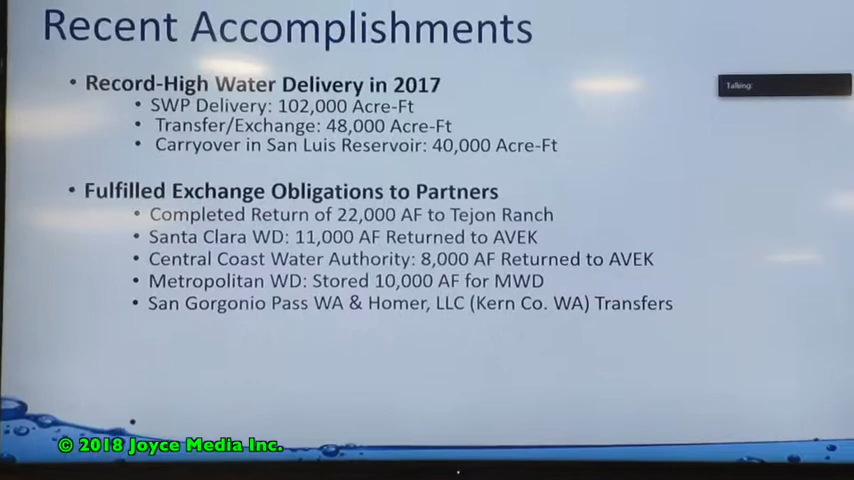 Recent Accomplishments
• Record-High Water Delivery in 2017
• SWP Delivery: 102,000 Acre-Ft
• Transfer/Exchange: 48,000 Acre-Ft
• Carryover in San Luis Reservoir: 40,000 Acre-Ft
Talking:
• Fulfilled Exchange Obligations to Partners
• Completed Return of 22,000 AF to Tejon Ranch
• Santa Clara WD: 11,000 AF Returned to AVEK
• Central Coast Water Authority: 8,000 AF Returned to AVEK
• Metropolitan WD: Stored 10,000 AF for MWD
• San Gorgonio Pass WA & Homer, LLC (Kern Co. WA) Transfers
© 2018 Joyce Media Inc.